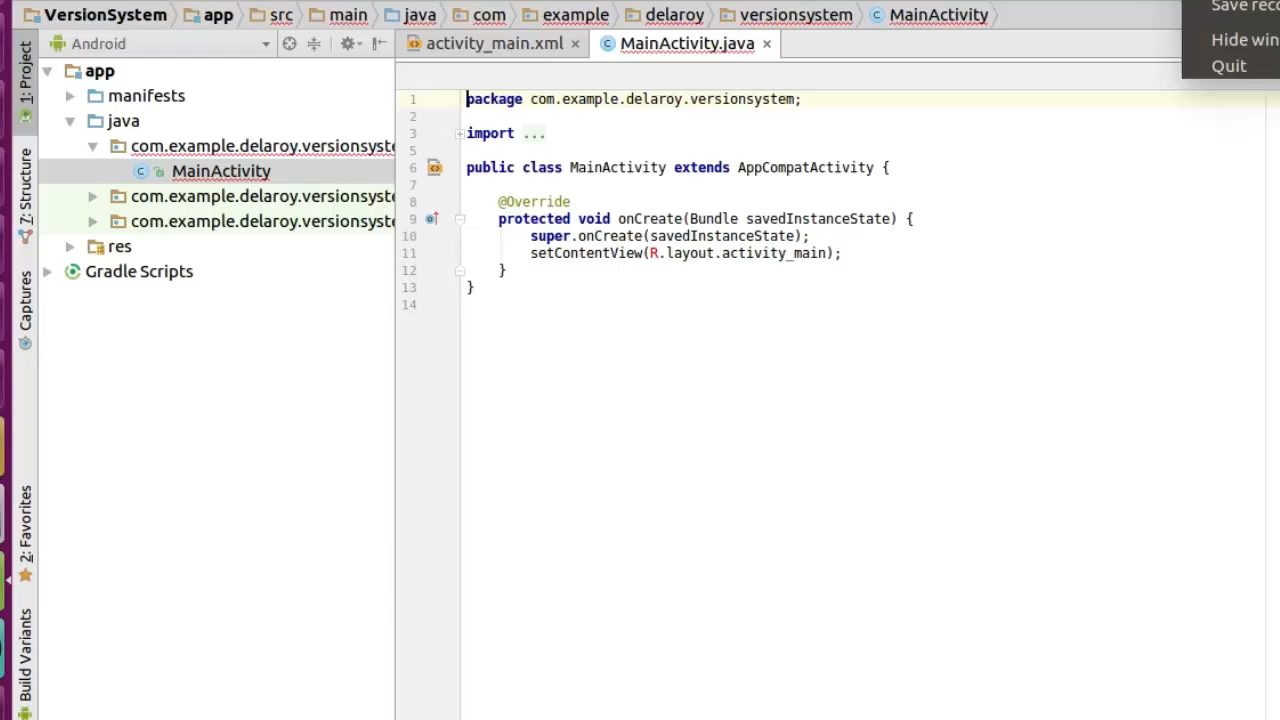 VersionSystem app src main java com example delaroy versionsystem MainActivity
Save reco
Hide win
Quit
Android
activity_main.xml
MainActivity.java
1: Project
7: Structure
Captures
2: Favorites
Build Variants
app
manifests
java
com.example.delaroy.versionsyste
MainActivity
com.example.delaroy.versionsyste
com.example.delaroy.versionsyste
res
Gradle Scripts
1 package com.example.delaroy.versionsystem;
2
3 import ...
5
6 public class MainActivity extends AppCompatActivity {
7
8 @Override
9 protected void onCreate(Bundle savedInstanceState) {
10 super.onCreate(savedInstanceState);
11 setContentView(R.layout.activity_main);
12 }
13 }
14